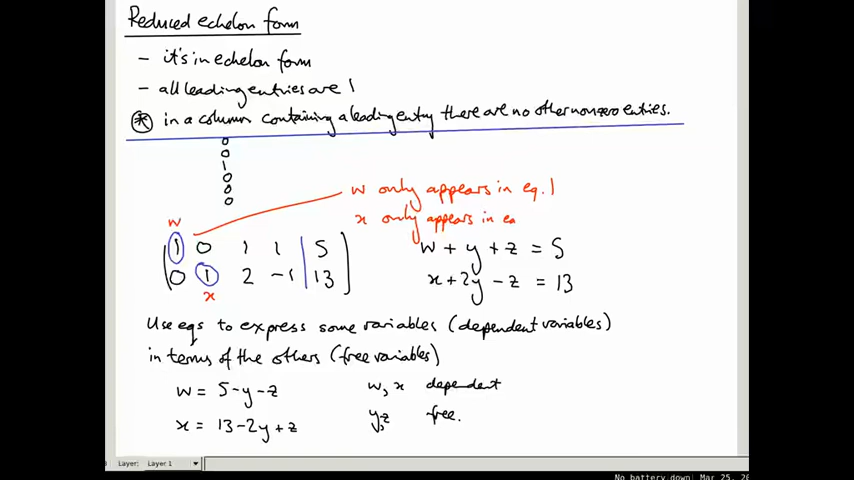 Reduced echelon form
- it's in echelon form
- all leading entries are 1
* in a column containing a leading entry there are no other nonzero entries.
0
0
1
0
0
0
w only appears in eq. 1
x only appears in eq
w
1 0 1 1 5
0 1 2 -1 13
x
w + y + z = 5
x + 2y - z = 13
Use eqs to express some variables (dependent variables)
in terms of the others (free variables)
w = 5 - y - z
x = 13 - 2y + z
w, x dependent
y, z free.
Layer: Layer 1
No battery down Mar 25, 20